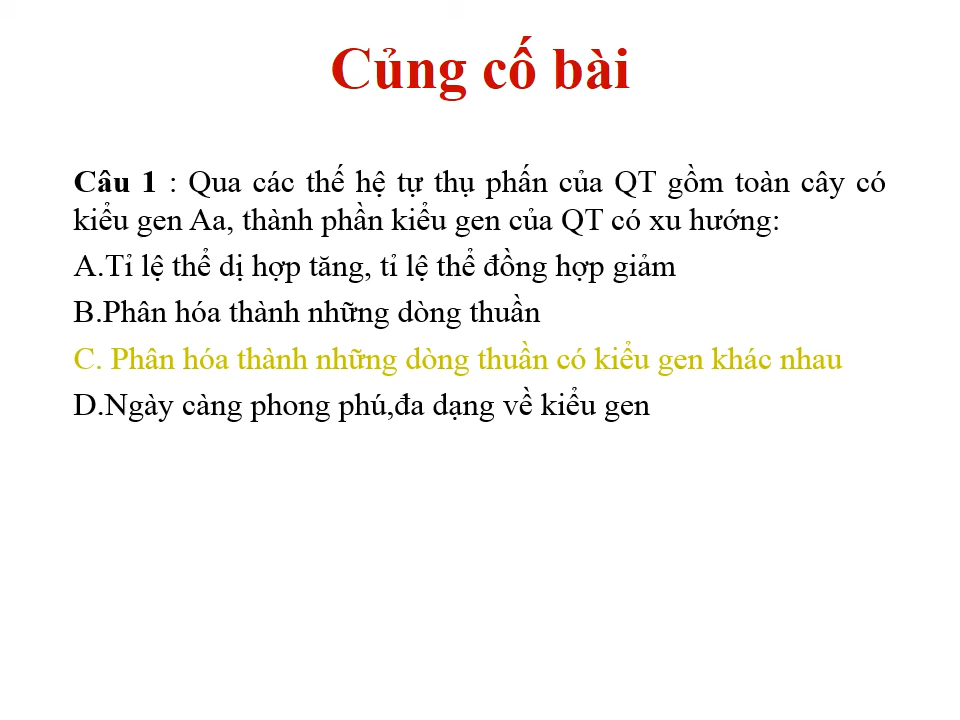 Củng cố bài
Câu 1 : Qua các thế hệ tự thụ phấn của QT gồm toàn cây có
kiểu gen Aa, thành phần kiểu gen của QT có xu hướng:
A.Tỉ lệ thể dị hợp tăng, tỉ lệ thể đồng hợp giảm
B.Phân hóa thành những dòng thuần
C. Phân hóa thành những dòng thuần có kiểu gen khác nhau
D.Ngày càng phong phú,đa dạng về kiểu gen